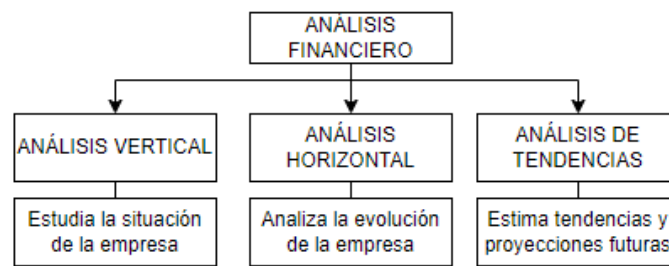 ANÁLISIS
FINANCIERO
ANÁLISIS VERTICAL
ANÁLISIS
HORIZONTAL
ANÁLISIS DE
TENDENCIAS
Estudia la situación
de la empresa
Analiza la evolución
de la empresa
Estima tendencias y
proyecciones futuras